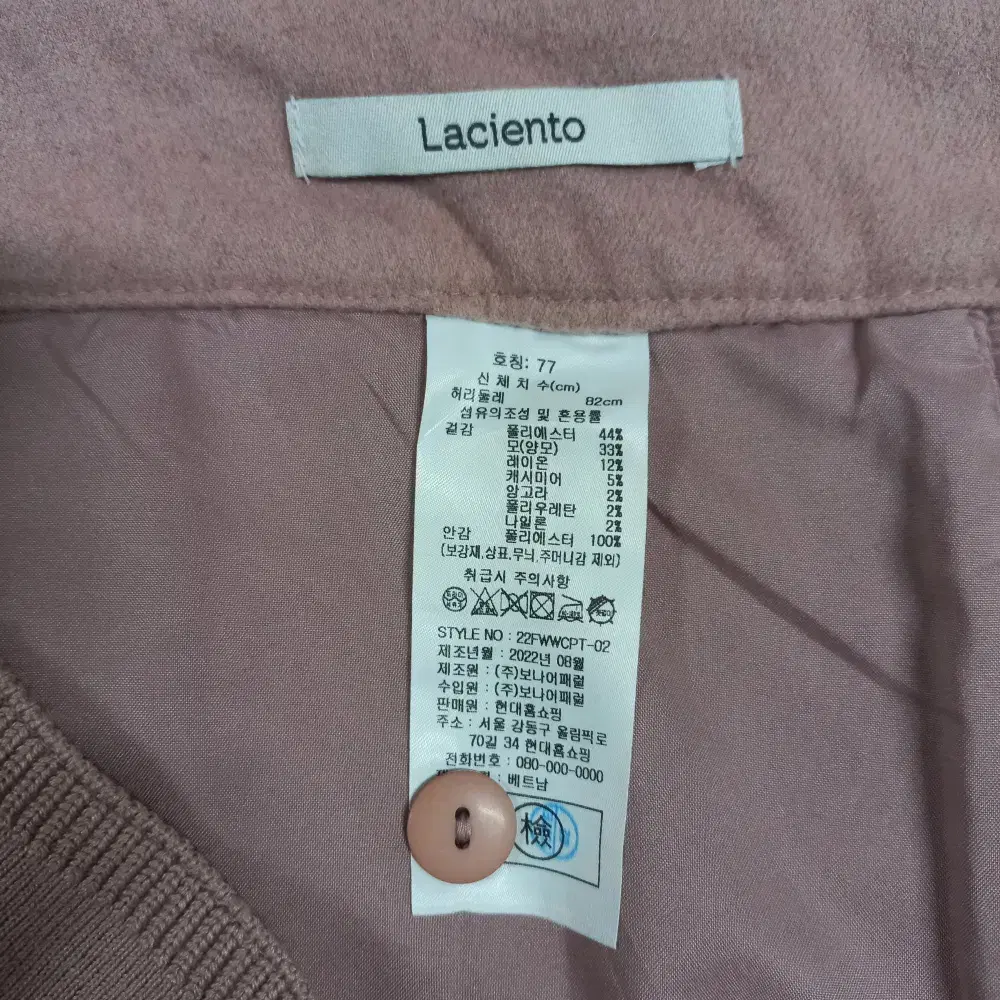 Laciento
호칭: 77
신 체 치 수(cm)
허리둘레 82cm
섬유의조성 및 혼용률
겉감 폴리에스터 44%
모(양모) 33%
레이온 12%
캐시미어 5%
앙고라 2%
폴리우레탄 2%
나일론 2%
안감 폴리에스터 100%
(보강재,상표,무늬,주머니감 제외)
취급시 주의사항
STYLE NO : 22FWWCPT-02
제조년월 : 2022년 08월
제조원 : (주)보나어패럴
수입원 : (주)보나어패럴
판매원 : 현대홈쇼핑
주소 : 서울 강동구 올림픽로
70길 34 현대홈쇼핑
전화번호 : 080-000-0000
: 베트남
檢